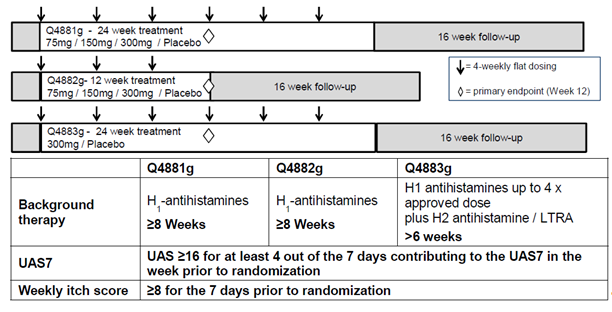 Q4881g - 24 week treatment
75mg / 150mg / 300mg / Placebo
16 week follow-up
Q4882g- 12 week treatment
75mg / 150mg / 300mg / Placebo
16 week follow-up
= 4-weekly flat dosing
= primary endpoint (Week 12)
Q4883g - 24 week treatment
300mg / Placebo
16 week follow-up
Q4881g Q4882g Q4883g
Background
therapy
H1-antihistamines
≥8 Weeks
H1-antihistamines
≥8 Weeks
H1 antihistamines up to 4 x
approved dose
plus H2 antihistamine / LTRA
>6 weeks
UAS7
UAS ≥16 for at least 4 out of the 7 days contributing to the UAS7 in the
week prior to randomization
Weekly itch score
≥8 for the 7 days prior to randomization